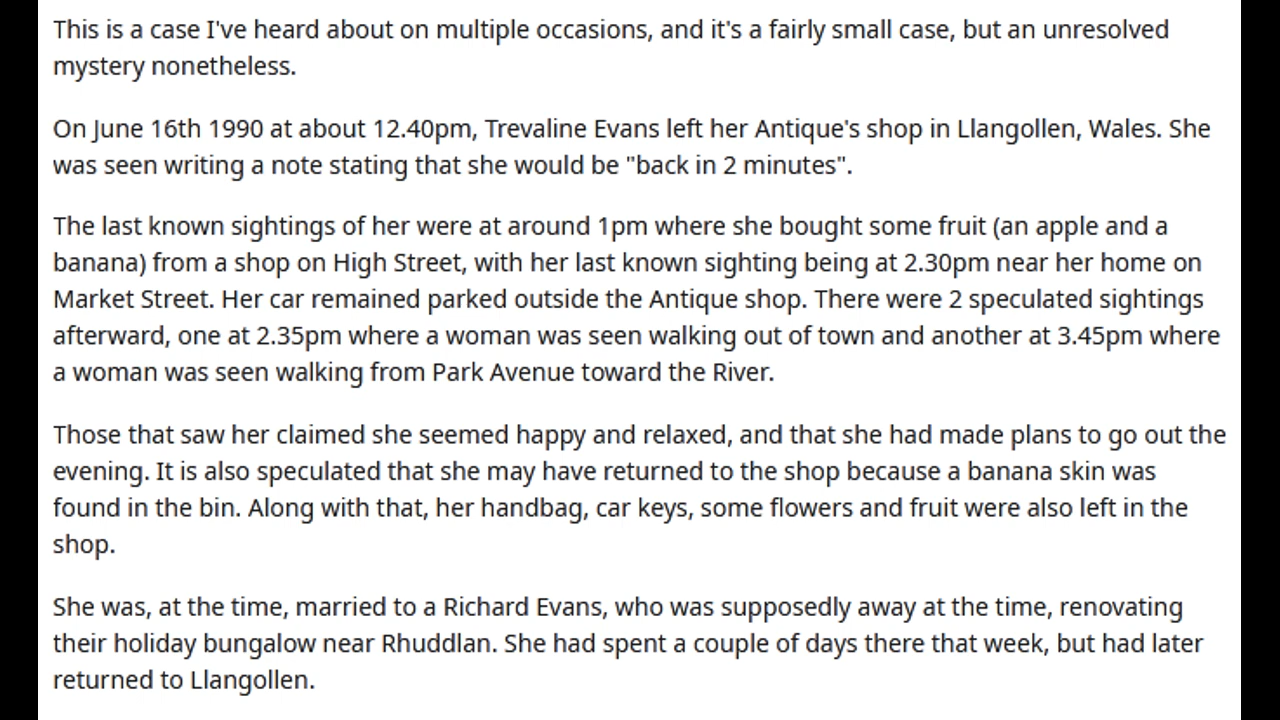 This is a case I've heard about on multiple occasions, and it's a fairly small case, but an unresolved
mystery nonetheless.
On June 16th 1990 at about 12.40pm, Trevaline Evans left her Antique's shop in Llangollen, Wales. She
was seen writing a note stating that she would be "back in 2 minutes".
The last known sightings of her were at around 1pm where she bought some fruit (an apple and a
banana) from a shop on High Street, with her last known sighting being at 2.30pm near her home on
Market Street. Her car remained parked outside the Antique shop. There were 2 speculated sightings
afterward, one at 2.35pm where a woman was seen walking out of town and another at 3.45pm where
a woman was seen walking from Park Avenue toward the River.
Those that saw her claimed she seemed happy and relaxed, and that she had made plans to go out the
evening. It is also speculated that she may have returned to the shop because a banana skin was
found in the bin. Along with that, her handbag, car keys, some flowers and fruit were also left in the
shop.
She was, at the time, married to a Richard Evans, who was supposedly away at the time, renovating
their holiday bungalow near Rhuddlan. She had spent a couple of days there that week, but had later
returned to Llangollen.